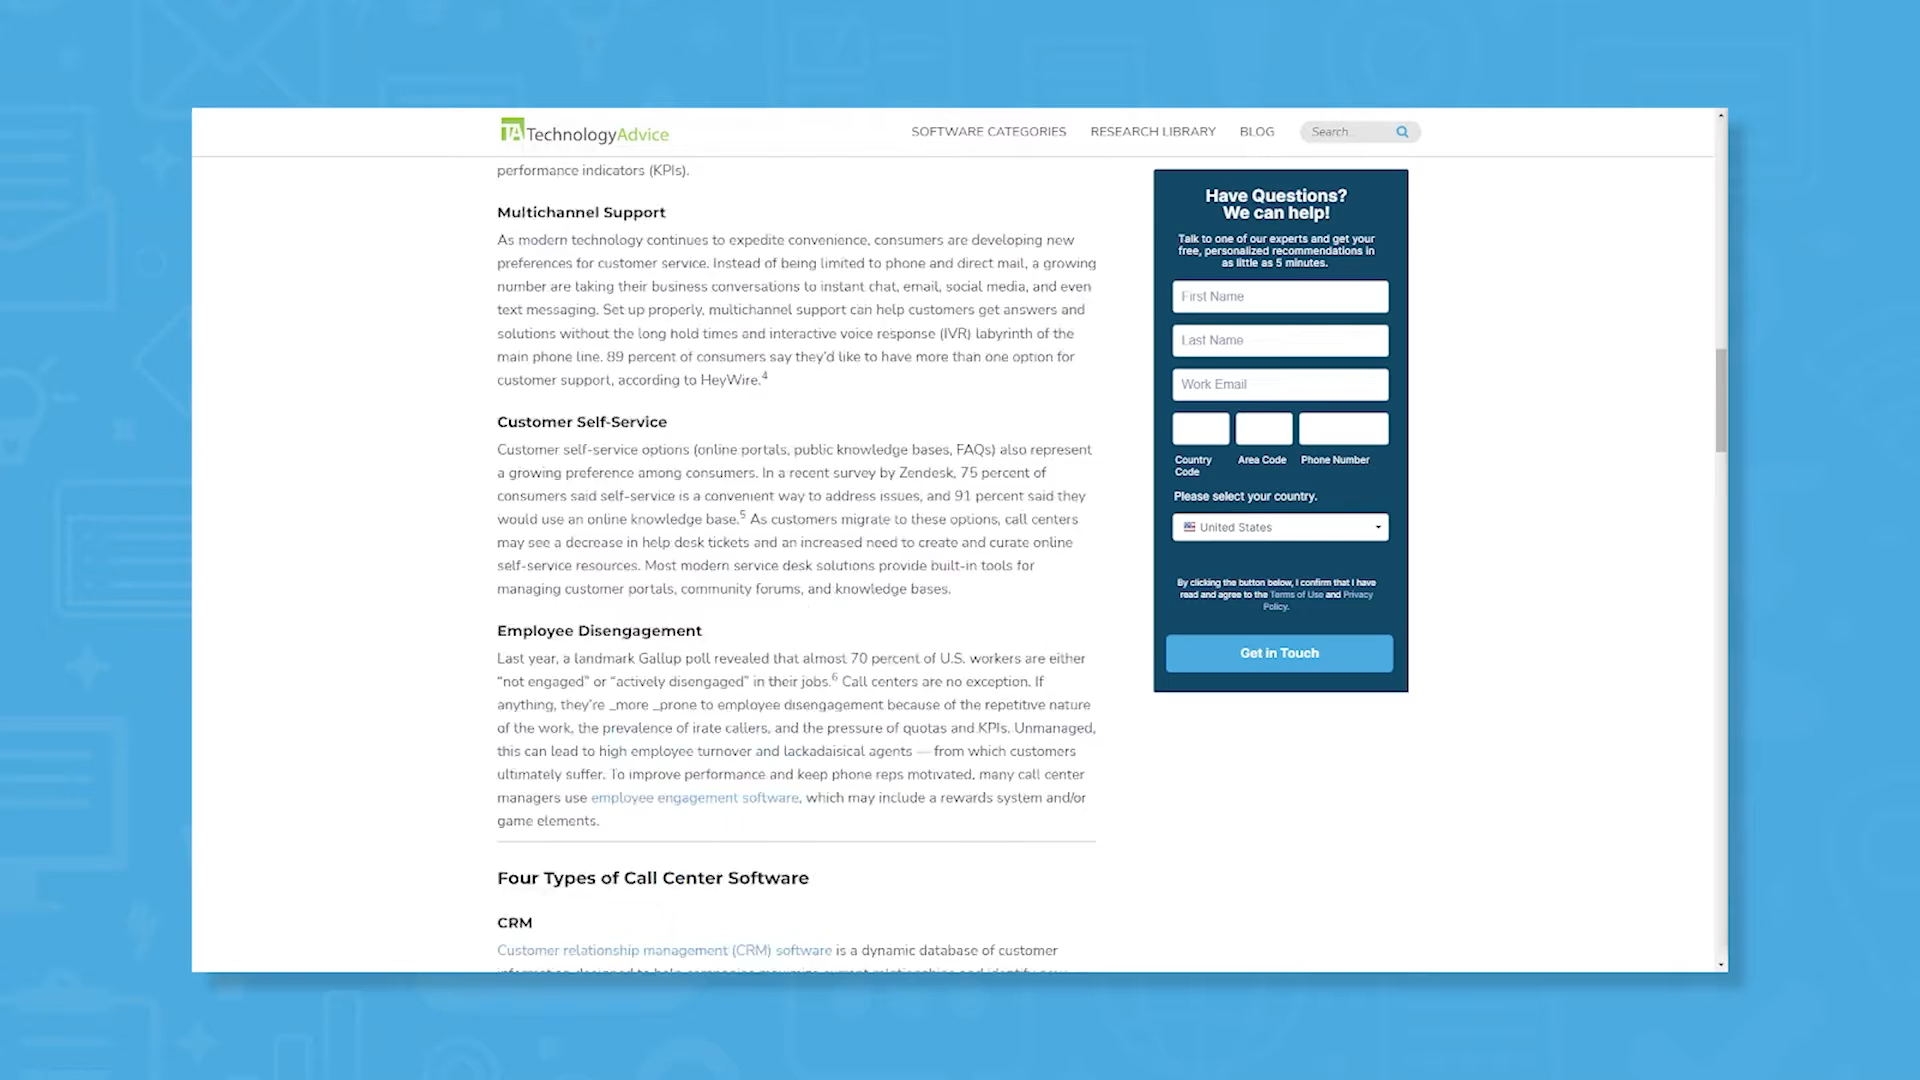 TA TechnologyAdvice
SOFTWARE CATEGORIES
RESEARCH LIBRARY
BLOG
Search...
performance indicators (KPIs).
Multichannel Support
As modern technology continues to expedite convenience, consumers are developing new
preferences for customer service. Instead of being limited to phone and direct mail, a growing
number are taking their business conversations to instant chat, email, social media, and even
text messaging. Set up properly, multichannel support can help customers get answers and
solutions without the long hold times and interactive voice response (IVR) labyrinth of the
main phone line. 89 percent of consumers say they'd like to have more than one option for
customer support, according to HeyWire.4
Customer Self-Service
Customer self-service options (online portals, public knowledge bases, FAQs) also represent
a growing preference among consumers. In a recent survey by Zendesk, 75 percent of
consumers said self-service is a convenient way to address issues, and 91 percent said they
would use an online knowledge base.5 As customers migrate to these options, call centers
may see a decrease in help desk tickets and an increased need to create and curate online
self-service resources. Most modern service desk solutions provide built-in tools for
managing customer portals, community forums, and knowledge bases.
Employee Disengagement
Last year, a landmark Gallup poll revealed that almost 70 percent of U.S. workers are either
“not engaged” or “actively disengaged” in their jobs.6 Call centers are no exception. If
anything, they're _more _prone to employee disengagement because of the repetitive nature
of the work, the prevalence of irate callers, and the pressure of quotas and KPIs. Unmanaged,
this can lead to high employee turnover and lackadaisical agents — from which customers
ultimately suffer. To improve performance and keep phone reps motivated, many call center
managers use employee engagement software, which may include a rewards system and/or
game elements.
Four Types of Call Center Software
CRM
Customer relationship management (CRM) software is a dynamic database of customer
Have Questions?
We can help!
Talk to one of our experts and get your
free, personalized recommendations in
as little as 5 minutes.
First Name
Last Name
Work Email
Country
Code
Area Code
Phone Number
Please select your country.
United States
By clicking the button below, I confirm that I have
read and agree to the Terms of Use and Privacy
Policy.
Get in Touch